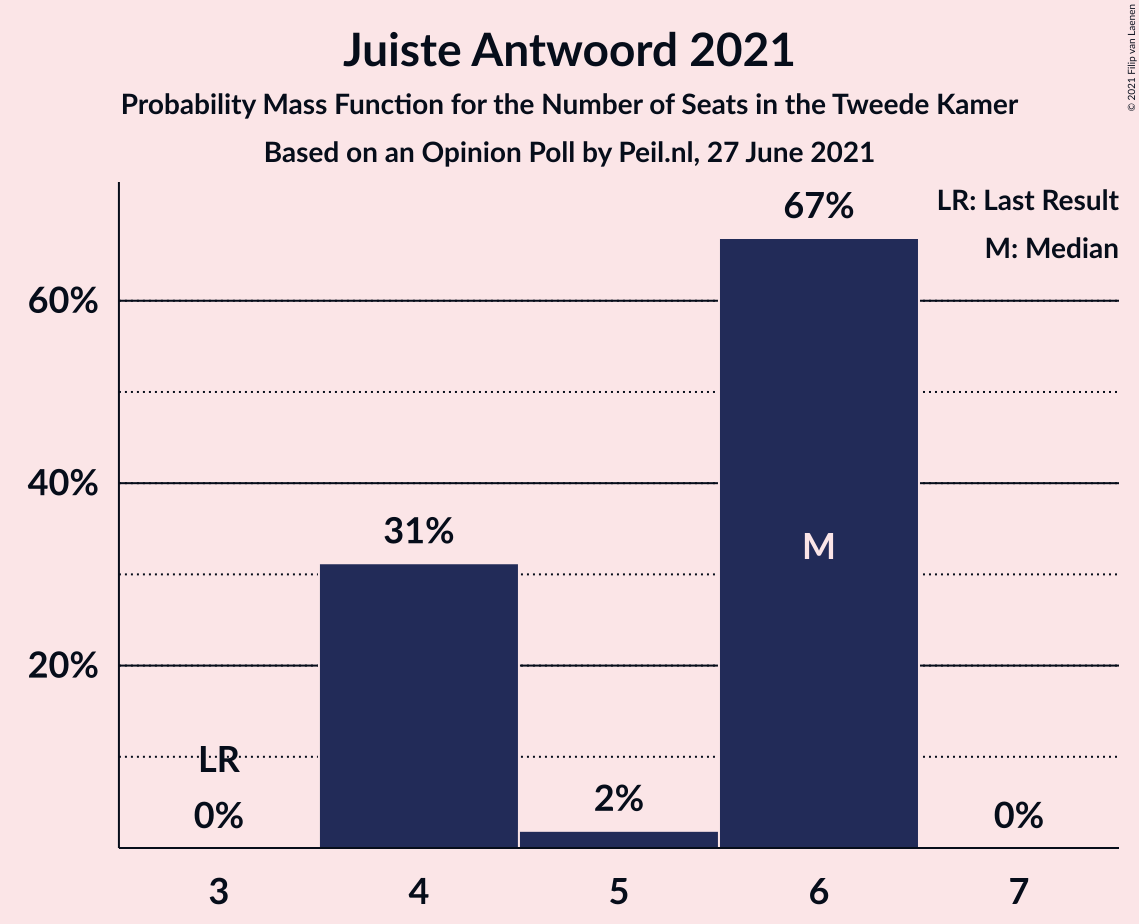 Juiste Antwoord 2021
Probability Mass Function for the Number of Seats in the Tweede Kamer
Based on an Opinion Poll by Peil.nl, 27 June 2021
© 2021 Filip van Laenen
LR: Last Result
M: Median
60%
40%
20%
LR
0%
31%
2%
67%
M
0%
3
4
5
6
7